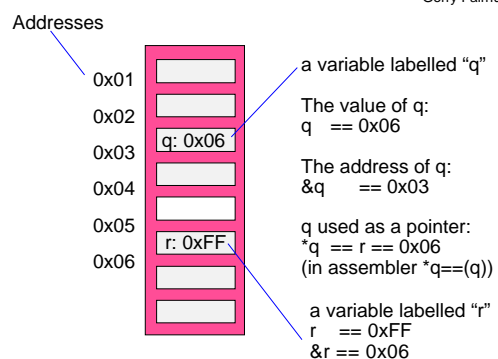 Addresses
0x01
0x02
0x03
0x04
0x05
0x06
q: 0x06
r: 0xFF
a variable labelled “q”
The value of q:
q == 0x06
The address of q:
&q == 0x03
q used as a pointer:
*q == r == 0x06
(in assembler *q==(q))
a variable labelled “r”
r == 0xFF
&r == 0x06